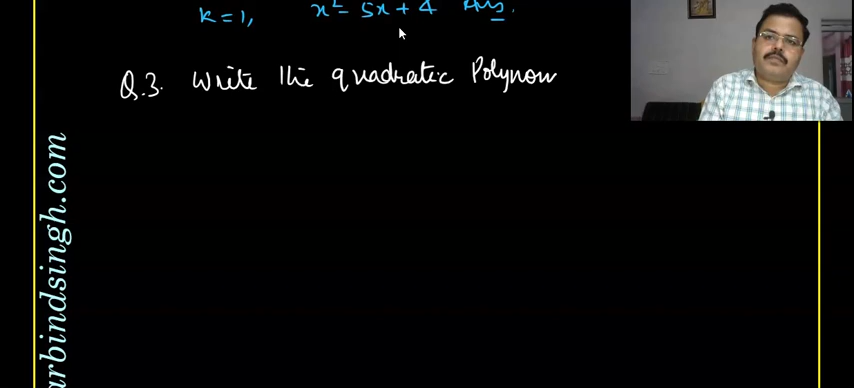 k = 1, x² - 5x + 4 Ans.
Q.3. Write the quadratic Polynom
arbindsingh.com